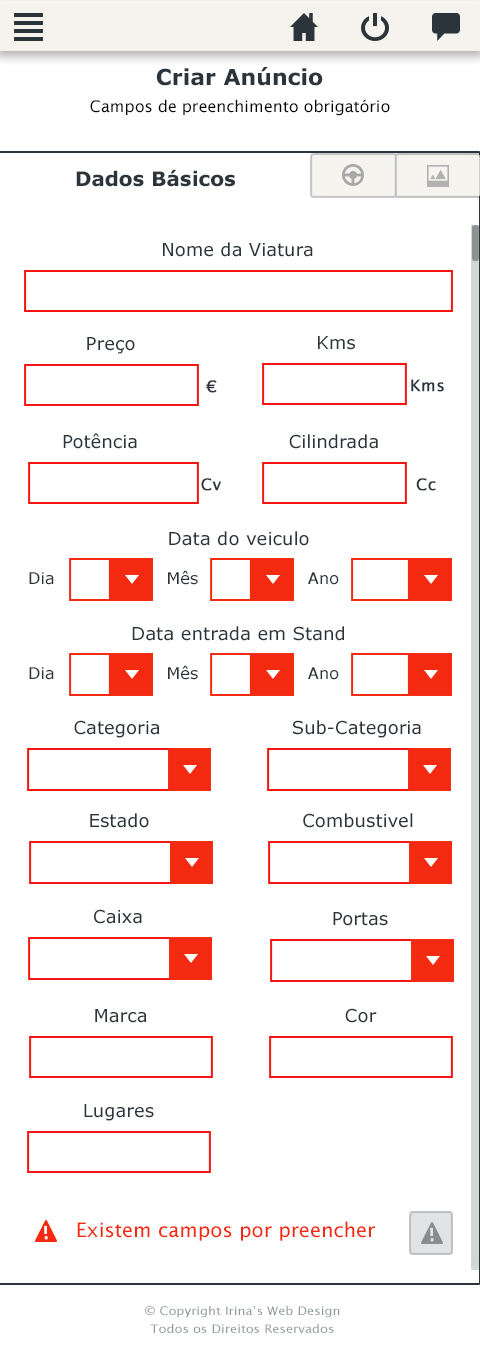 Criar Anúncio
Campos de preenchimento obrigatório
Dados Básicos
Nome da Viatura
Preço Kms
€ Kms
Potência Cilindrada
Cv Cc
Data do veiculo
Dia Mês Ano
Data entrada em Stand
Dia Mês Ano
Categoria Sub-Categoria
Estado Combustivel
Caixa Portas
Marca Cor
Lugares
Existem campos por preencher
© Copyright Irina's Web Design
Todos os Direitos Reservados